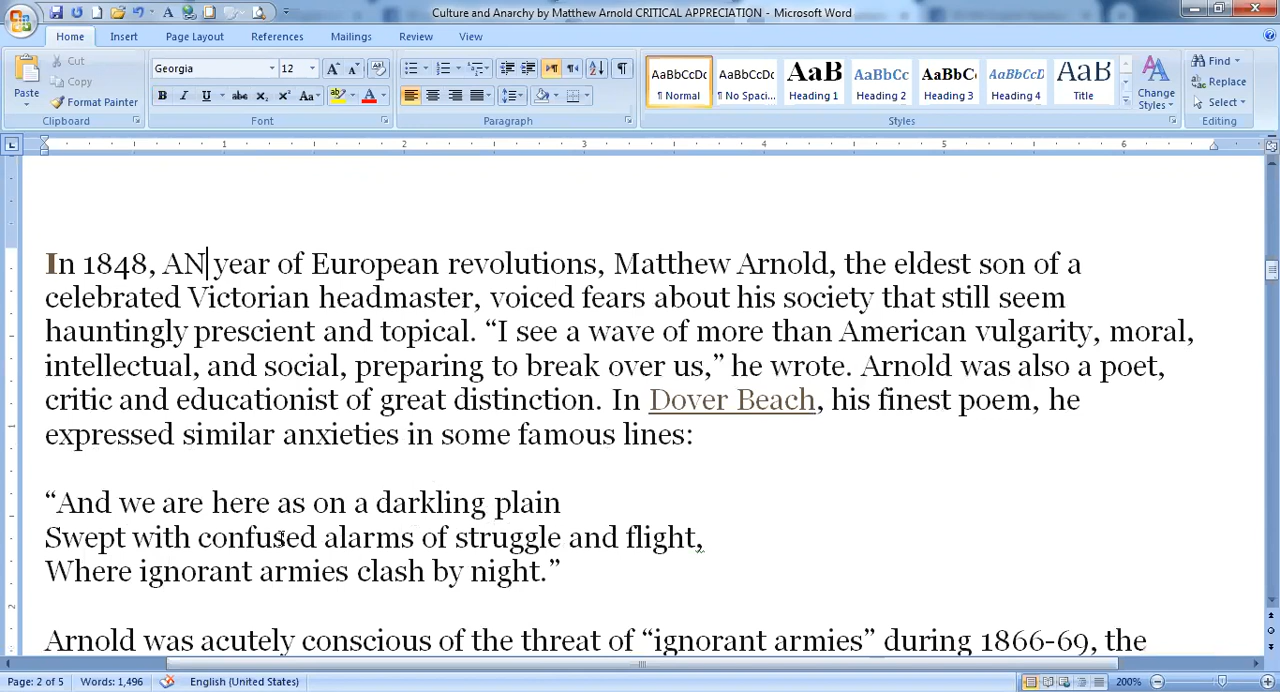 Culture and Anarchy by Matthew Arnold CRITICAL APPRECIATION - Microsoft Word
Home Insert Page Layout References Mailings Review View
Paste
Cut
Copy
Format Painter
Clipboard
Georgia 12
Font
Paragraph
AaBbCcDc AaBbCcDc AaB AaBbCc AaBbC AaBbCcD AaBb
¶ Normal ¶ No Spaci... Heading 1 Heading 2 Heading 3 Heading 4 Title
Change Styles
Styles
Find
Replace
Select
Editing
1 2 3 4 5 6
In 1848, AN year of European revolutions, Matthew Arnold, the eldest son of a
celebrated Victorian headmaster, voiced fears about his society that still seem
hauntingly prescient and topical. “I see a wave of more than American vulgarity, moral,
intellectual, and social, preparing to break over us,” he wrote. Arnold was also a poet,
critic and educationist of great distinction. In Dover Beach, his finest poem, he
expressed similar anxieties in some famous lines:
“And we are here as on a darkling plain
Swept with confused alarms of struggle and flight,
Where ignorant armies clash by night.”
Arnold was acutely conscious of the threat of “ignorant armies” during 1866-69, the
Page: 2 of 5 Words: 1,496 English (United States) 200%